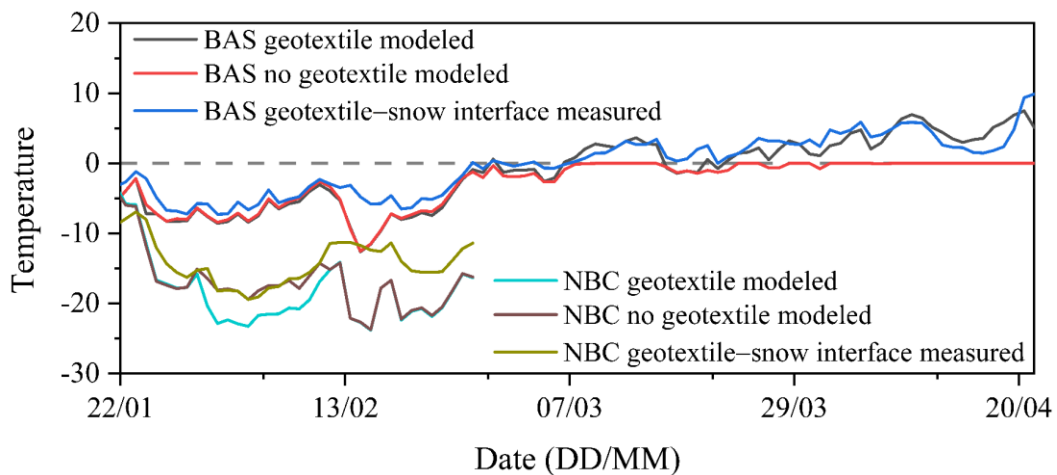 20
10
0
-10
-20
-30
Temperature
BAS geotextile modeled
BAS no geotextile modeled
BAS geotextile–snow interface measured
NBC geotextile modeled
NBC no geotextile modeled
NBC geotextile–snow interface measured
22/01 13/02 07/03 29/03 20/04
Date (DD/MM)